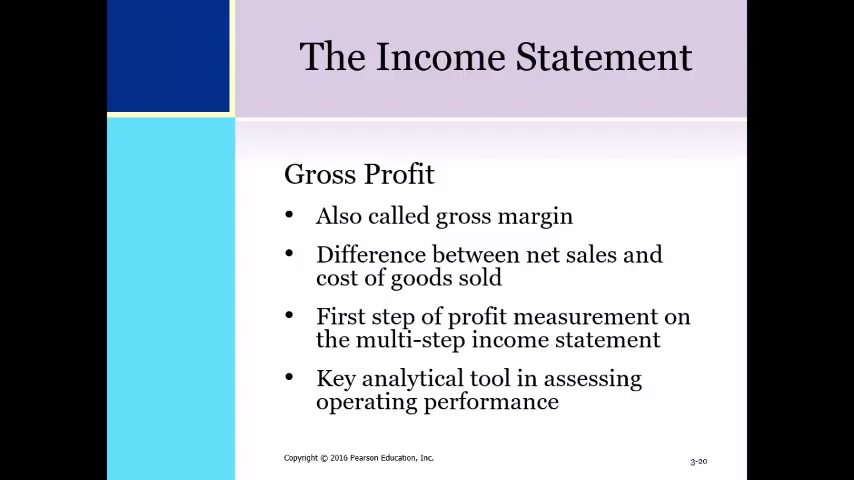 The Income Statement
Gross Profit
• Also called gross margin
• Difference between net sales and
cost of goods sold
• First step of profit measurement on
the multi-step income statement
• Key analytical tool in assessing
operating performance
Copyright © 2016 Pearson Education, Inc.
3-20